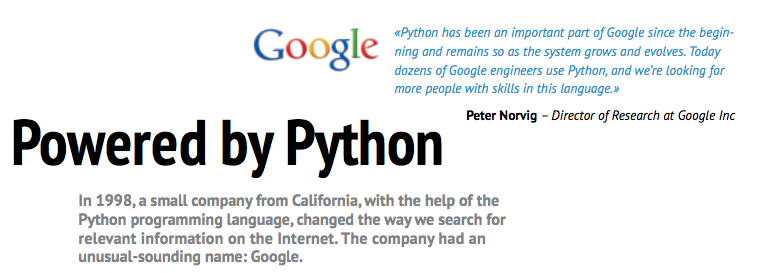 Google
«Python has been an important part of Google since the begin-
ning and remains so as the system grows and evolves. Today
dozens of Google engineers use Python, and we're looking for
more people with skills in this language.»
Peter Norvig – Director of Research at Google Inc
Powered by Python
In 1998, a small company from California, with the help of the
Python programming language, changed the way we search for
relevant information on the Internet. The company had an
unusual-sounding name: Google.